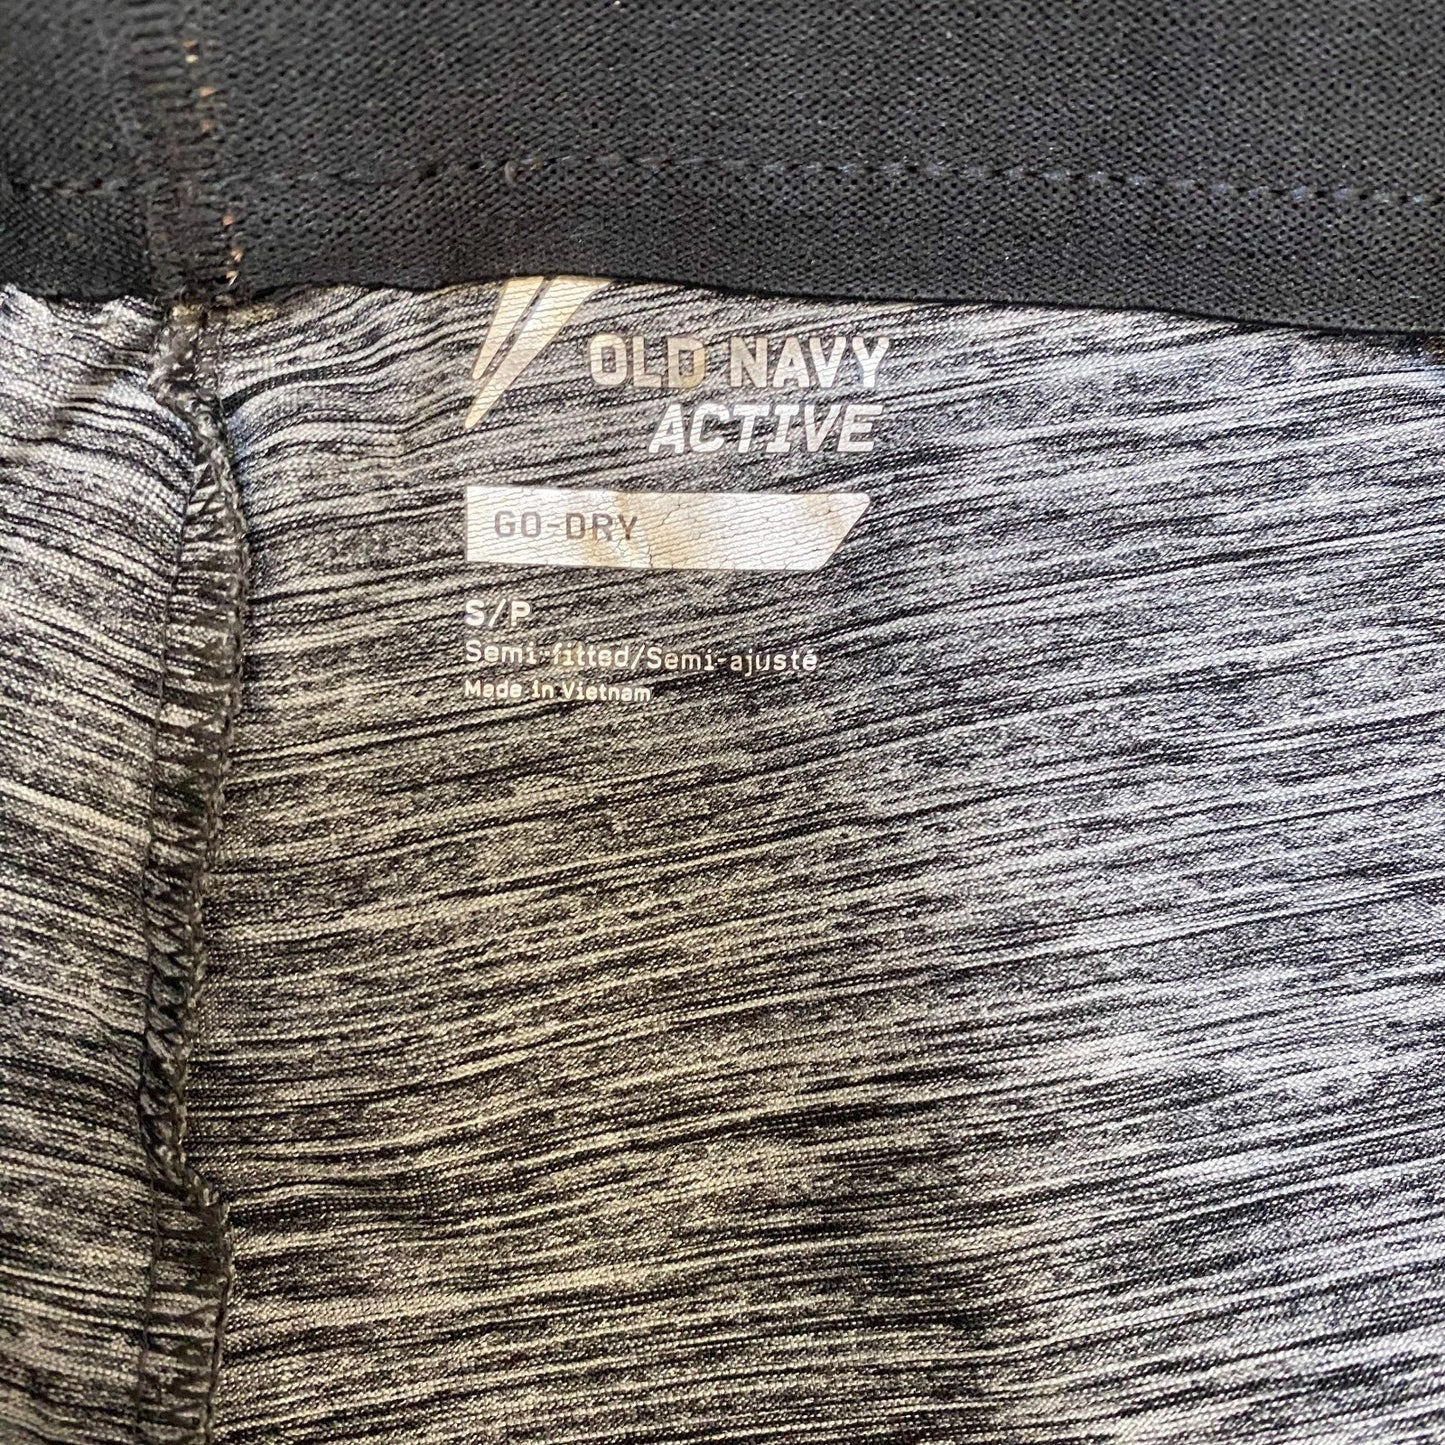 OLD NAVY
ACTIVE
GO-DRY
S/P
Semi-fitted/Semi-ajusté
Made in Vietnam